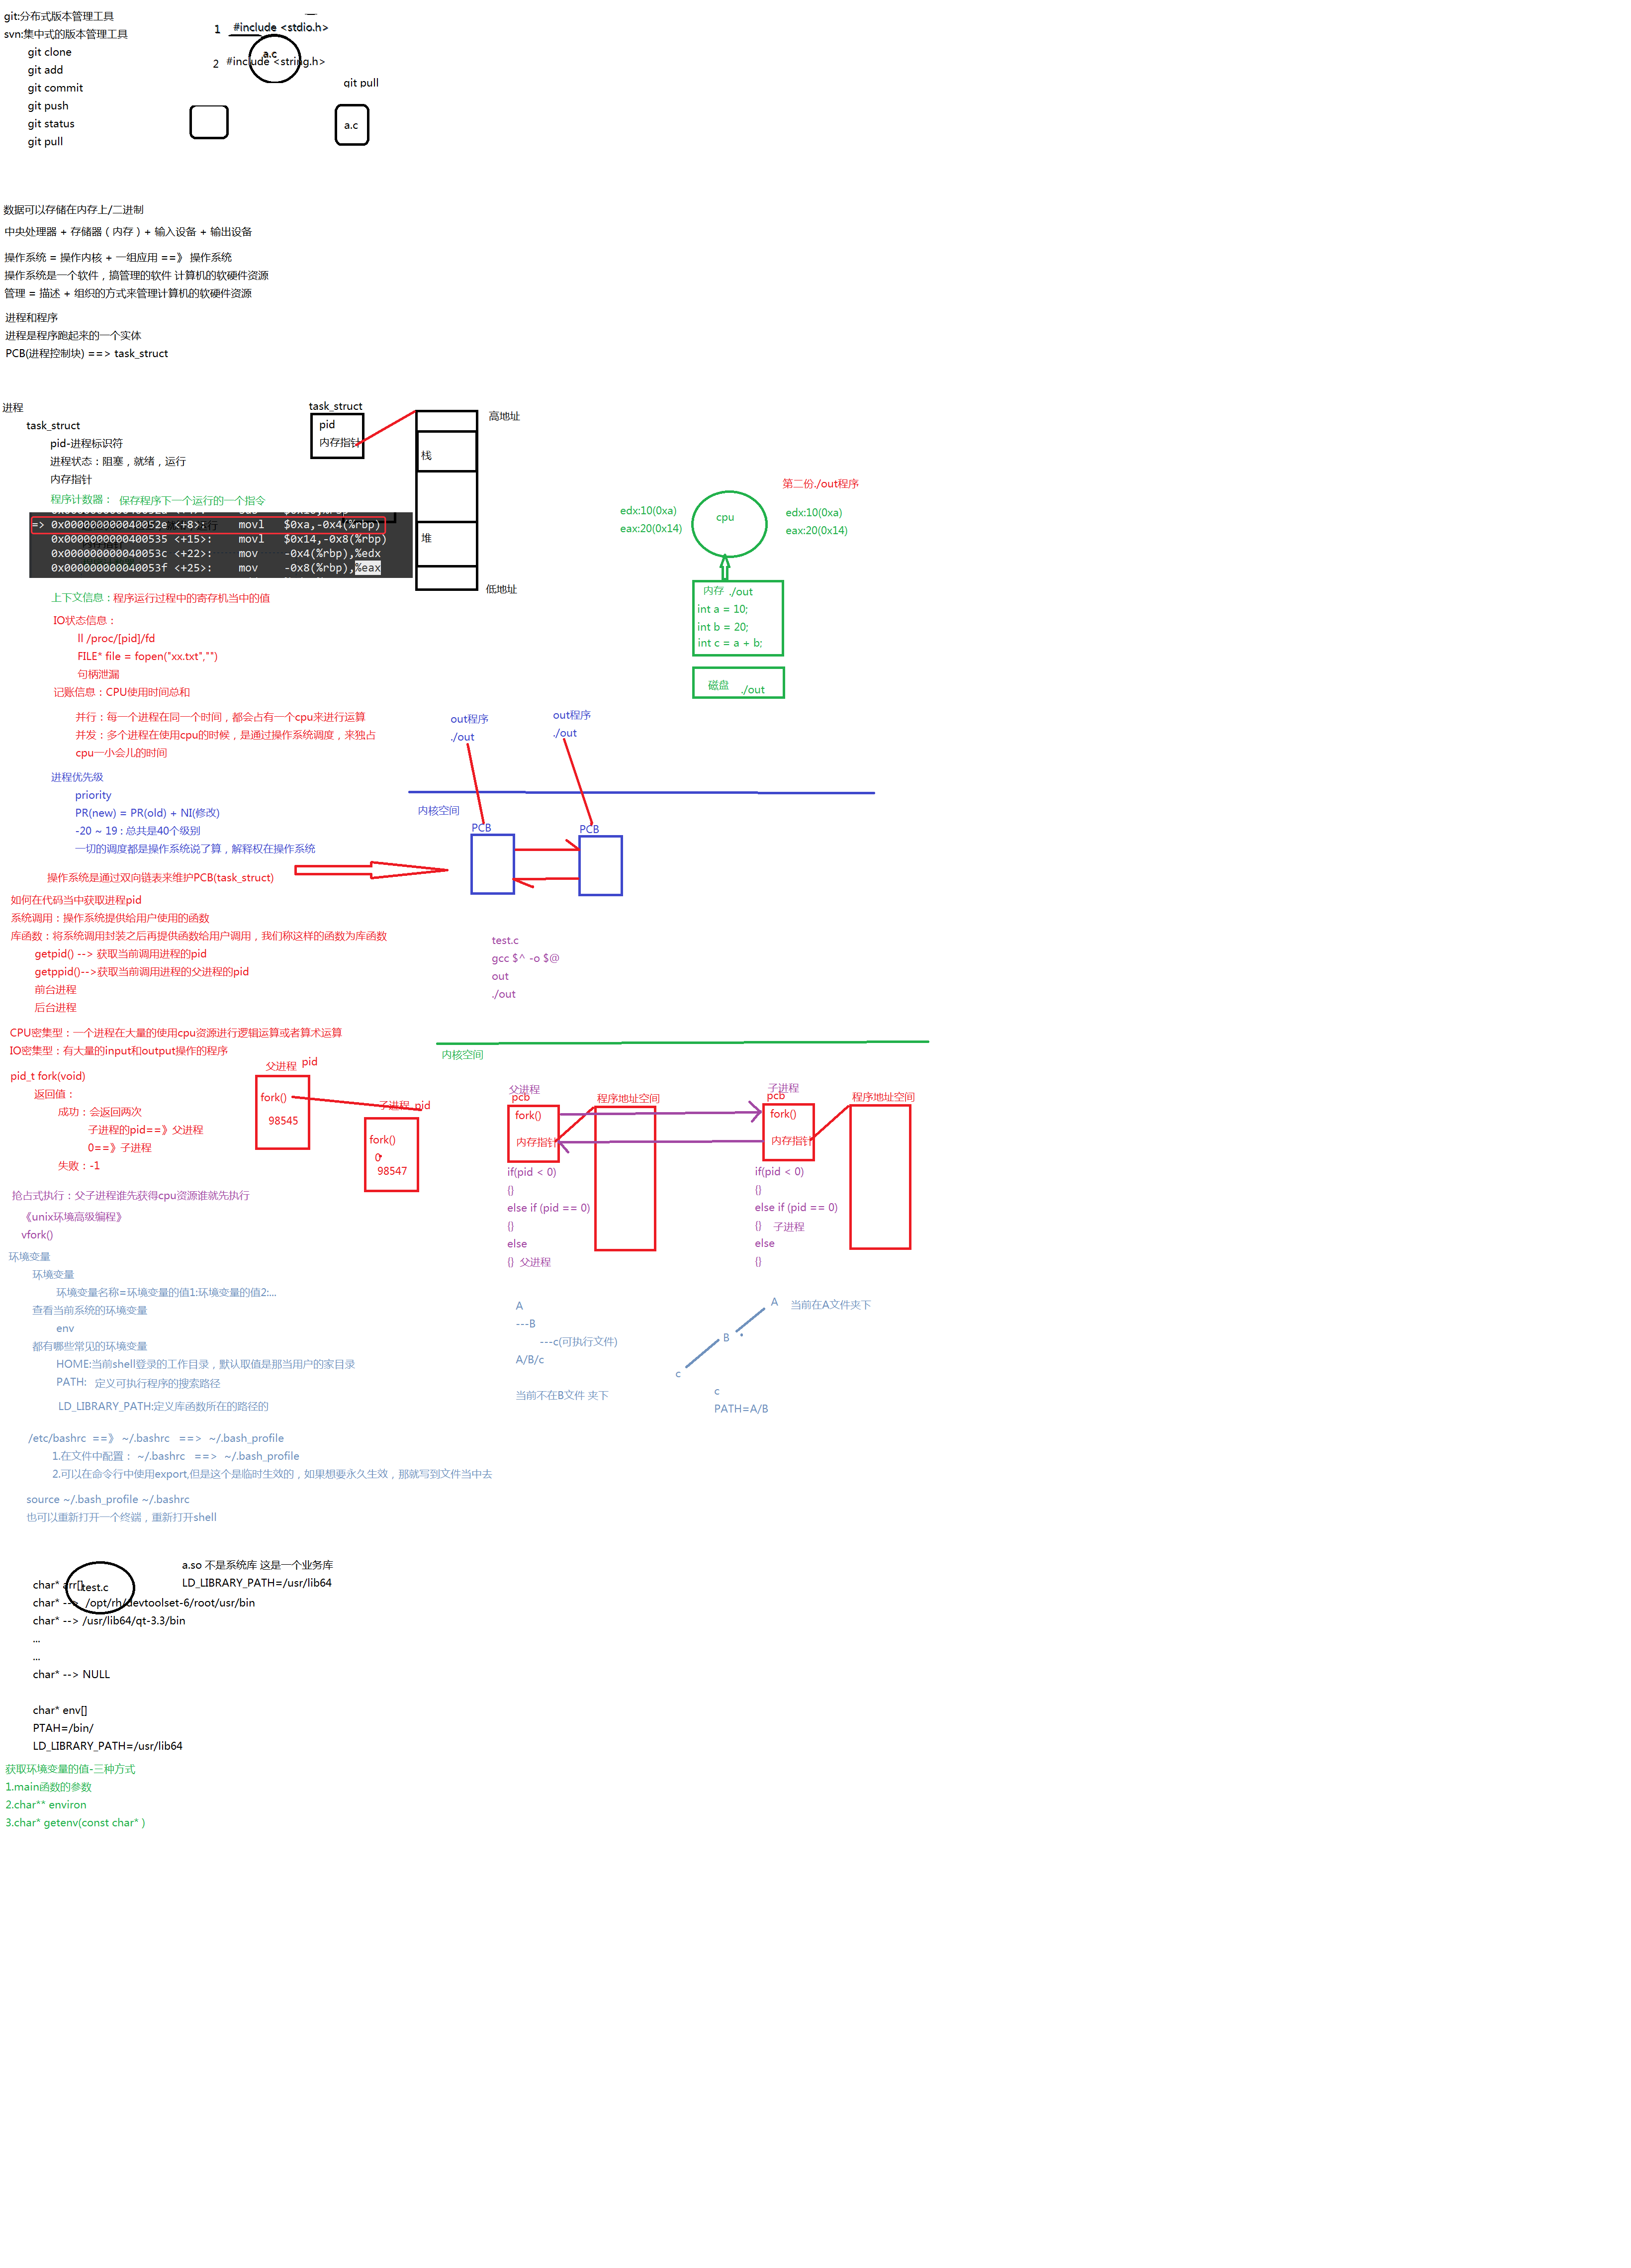 git:分布式版本管理工具
svn:集中式的版本管理工具
git clone
git add
git commit
git push
git status
git pull
1 #include <stdio.h>
a.c
2 #include <string.h>
git pull
a.c
数据可以存储在内存上/二进制
中央处理器 + 存储器（内存）+ 输入设备 + 输出设备
操作系统 = 操作内核 + 一组应用 ==》 操作系统
操作系统是一个软件，搞管理的软件 计算机的软硬件资源
管理 = 描述 + 组织的方式来管理计算机的软硬件资源
进程和程序
进程是程序跑起来的一个实体
PCB(进程控制块) ==> task_struct
进程
task_struct
pid-进程标识符
进程状态：阻塞，就绪，运行
内存指针
程序计数器： 保存程序下一个运行的一个指令
=> 0x000000000040052e <+8>: movl $0xa,-0x4(%rbp)
0x0000000000400535 <+15>: movl $0x14,-0x8(%rbp)
0x000000000040053c <+22>: mov -0x4(%rbp),%edx
0x000000000040053f <+25>: mov -0x8(%rbp),%eax
task_struct
pid
内存指针
高地址
栈
堆
低地址
第二份./out程序
cpu
edx:10(0xa)
eax:20(0x14)
edx:10(0xa)
eax:20(0x14)
内存 ./out
int a = 10;
int b = 20;
int c = a + b;
磁盘 ./out
上下文信息：程序运行过程中的寄存机当中的值
IO状态信息：
ll /proc/[pid]/fd
FILE* file = fopen("xx.txt","")
句柄泄漏
记账信息：CPU使用时间总和
并行：每一个进程在同一个时间，都会占有一个cpu来进行运算
并发：多个进程在使用cpu的时候，是通过操作系统调度，来独占
cpu一小会儿的时间
进程优先级
priority
PR(new) = PR(old) + NI(修改)
-20 ~ 19 : 总共是40个级别
一切的调度都是操作系统说了算，解释权在操作系统
操作系统是通过双向链表来维护PCB(task_struct)
out程序
./out
out程序
./out
内核空间
PCB
PCB
如何在代码当中获取进程pid
系统调用：操作系统提供给用户使用的函数
库函数：将系统调用封装之后再提供函数给用户调用，我们称这样的函数为库函数
getpid() --> 获取当前调用进程的pid
getppid()-->获取当前调用进程的父进程的pid
前台进程
后台进程
test.c
gcc $^ -o $@
out
./out
CPU密集型：一个进程在大量的使用cpu资源进行逻辑运算或者算术运算
IO密集型：有大量的input和output操作的程序
pid_t fork(void)
返回值：
成功：会返回两次
子进程的pid==》父进程
0==》子进程
失败：-1
父进程 pid
fork()
98545
子进程 pid
fork()
0
98547
内核空间
父进程
pcb
fork()
内存指针
程序地址空间
if(pid < 0)
{}
else if (pid == 0)
{}
else
{} 父进程
子进程
pcb
fork()
内存指针
程序地址空间
if(pid < 0)
{}
else if (pid == 0)
{} 子进程
else
{}
抢占式执行：父子进程谁先获得cpu资源谁就先执行
《unix环境高级编程》
vfork()
环境变量
环境变量
环境变量名称=环境变量的值1:环境变量的值2:...
查看当前系统的环境变量
env
都有哪些常见的环境变量
HOME:当前shell登录的工作目录，默认取值是那当用户的家目录
PATH: 定义可执行程序的搜索路径
LD_LIBRARY_PATH:定义库函数所在的路径的
A
---B
---c(可执行文件)
A/B/c
当前不在B文件 夹下
A 当前在A文件夹下
B
c
c
PATH=A/B
/etc/bashrc ==》 ~/.bashrc ==> ~/.bash_profile
1.在文件中配置： ~/.bashrc ==> ~/.bash_profile
2.可以在命令行中使用export,但是这个是临时生效的，如果想要永久生效，那就写到文件当中去
source ~/.bash_profile ~/.bashrc
也可以重新打开一个终端，重新打开shell
a.so 不是系统库 这是一个业务库
LD_LIBRARY_PATH=/usr/lib64
char* arr[]
test.c
char* --> /opt/rh/devtoolset-6/root/usr/bin
char* --> /usr/lib64/qt-3.3/bin
...
...
char* --> NULL
char* env[]
PTAH=/bin/
LD_LIBRARY_PATH=/usr/lib64
获取环境变量的值-三种方式
1.main函数的参数
2.char** environ
3.char* getenv(const char* )